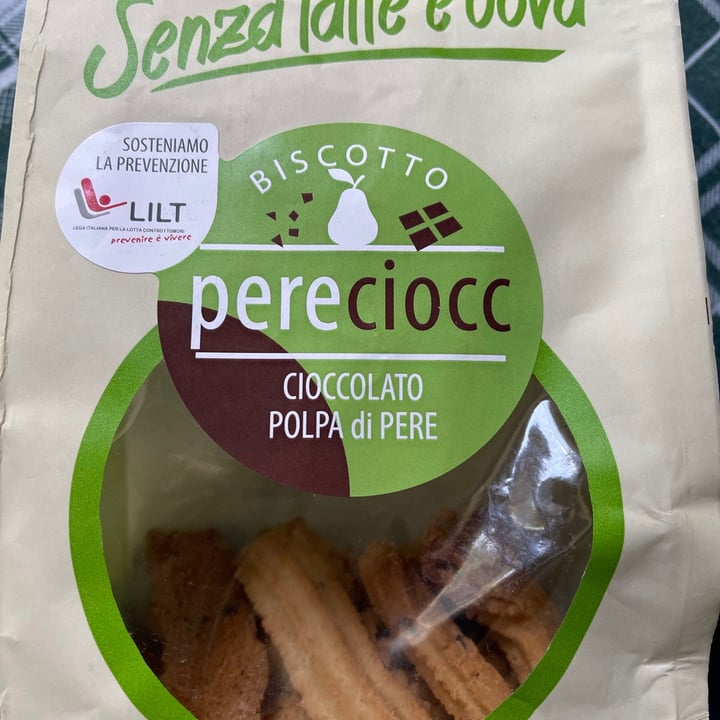 Senza latte e uova
SOSTENIAMO
LA PREVENZIONE
LILT
LEGA ITALIANA PER LA LOTTA CONTRO I TUMORI
prevenire è vivere
BISCOTTO
pereciocc
CIOCCOLATO
POLPA di PERE